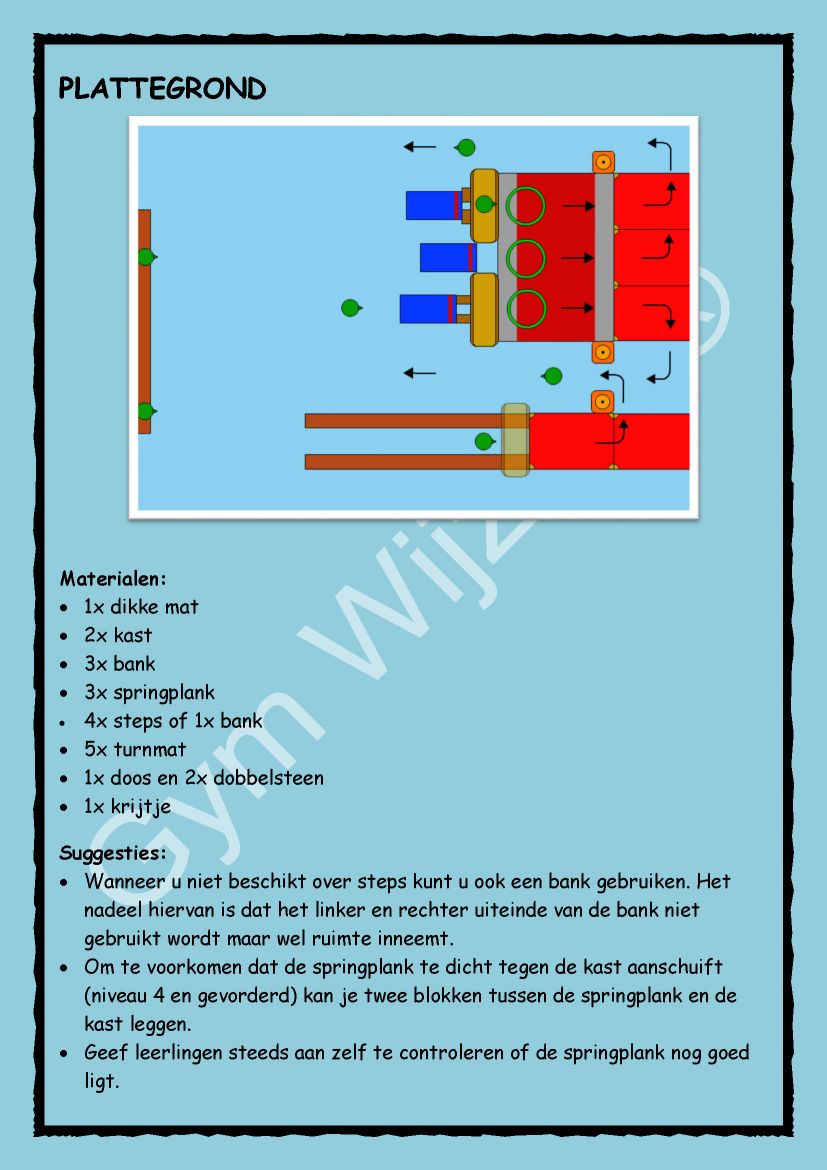 PLATTEGROND
Materialen:
• 1x dikke mat
• 2x kast
• 3x bank
• 3x springplank
• 4x steps of 1x bank
• 5x turnmat
• 1x doos en 2x dobbelsteen
• 1x krijtje
Suggesties:
• Wanneer u niet beschikt over steps kunt u ook een bank gebruiken. Het
nadeel hiervan is dat het linker en rechter uiteinde van de bank niet
gebruikt wordt maar wel ruimte inneemt.
• Om te voorkomen dat de springplank te dicht tegen de kast aanschuift
(niveau 4 en gevorderd) kan je twee blokken tussen de springplank en de
kast leggen.
• Geef leerlingen steeds aan zelf te controleren of de springplank nog goed
ligt.
Gym